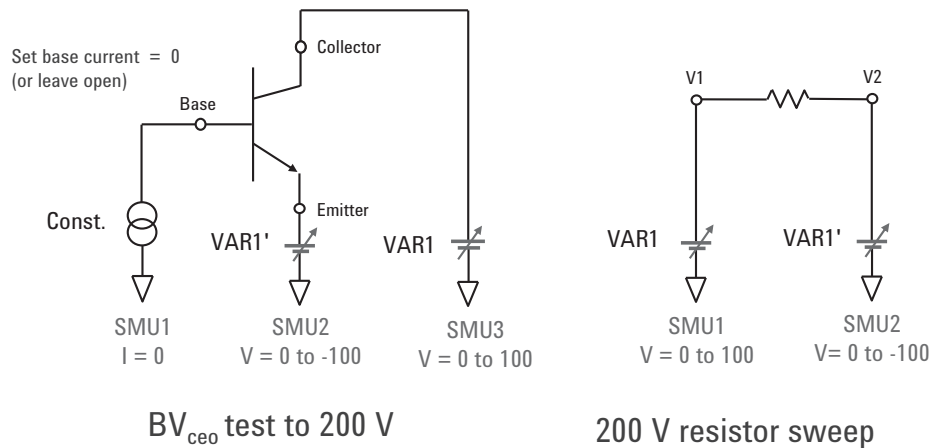 Set base current = 0
(or leave open)
Collector
Base
Const.
Emitter
VAR1'
VAR1
SMU1
I = 0
SMU2
V = 0 to -100
SMU3
V = 0 to 100
BVceo test to 200 V
V1
V2
VAR1
VAR1'
SMU1
V = 0 to 100
SMU2
V= 0 to -100
200 V resistor sweep